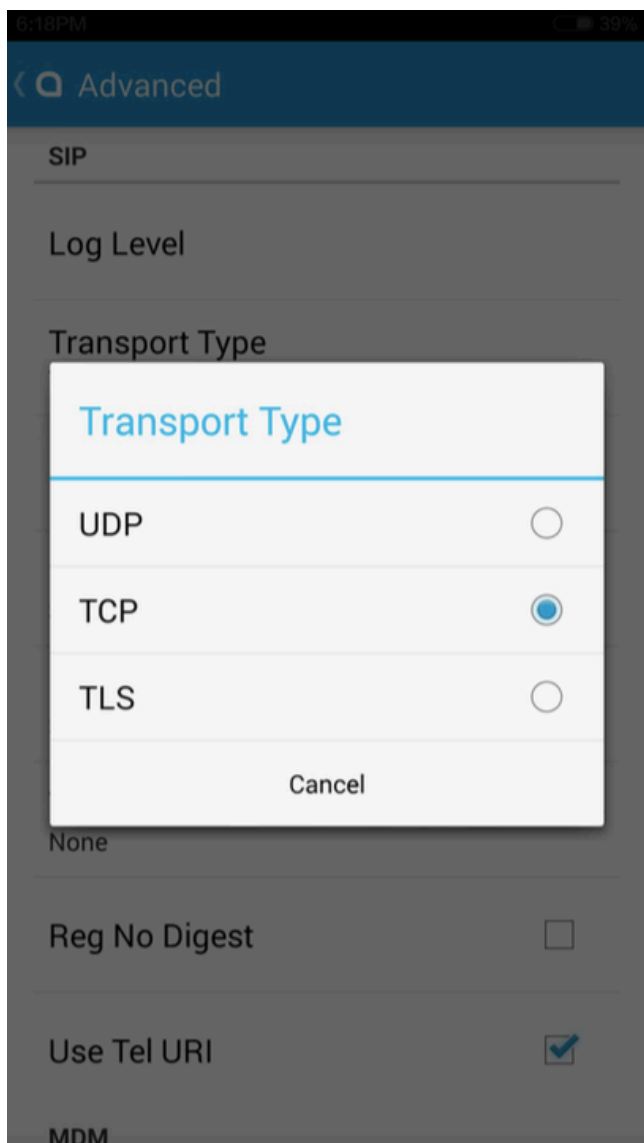 6:18PM 39%
Advanced
SIP
Log Level
Transport Type
Transport Type
UDP
TCP
TLS
Cancel
None
Reg No Digest
Use Tel URI
MDM